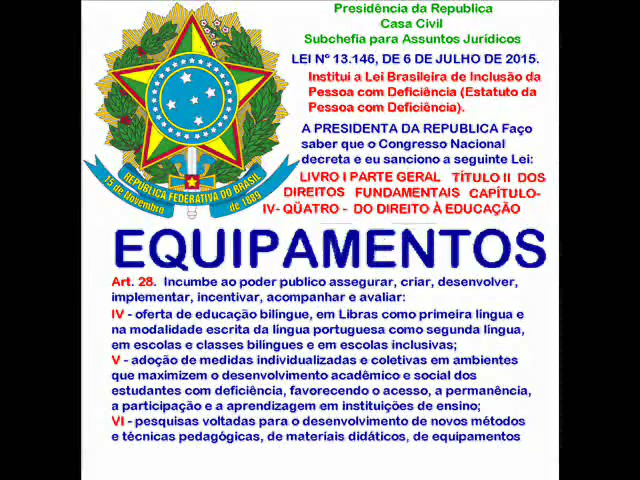 Presidência da Republica
Casa Civil
Subchefia para Assuntos Jurídicos
LEI Nº 13.146, DE 6 DE JULHO DE 2015.
Institui a Lei Brasileira de Inclusão da
Pessoa com Deficiência (Estatuto da
Pessoa com Deficiência).
A PRESIDENTA DA REPUBLICA Faço
saber que o Congresso Nacional
decreta e eu sanciono a seguinte Lei:
LIVRO I PARTE GERAL TÍTULO II DOS
DIREITOS FUNDAMENTAIS CAPÍTULO-
IV- QÜATRO - DO DIREITO À EDUCAÇÃO
REPUBLICA FEDERATIVA DO BRASIL
15 de Novembro
de 1889
EQUIPAMENTOS
Art. 28. Incumbe ao poder publico assegurar, criar, desenvolver,
implementar, incentivar, acompanhar e avaliar:
IV - oferta de educação bilingue, em Libras como primeira língua e
na modalidade escrita da língua portuguesa como segunda língua,
em escolas e classes bilingues e em escolas inclusivas;
V - adoção de medidas individualizadas e coletivas em ambientes
que maximizem o desenvolvimento acadêmico e social dos
estudantes com deficiência, favorecendo o acesso, a permanência,
a participação e a aprendizagem em instituições de ensino;
VI - pesquisas voltadas para o desenvolvimento de novos métodos
e técnicas pedagógicas, de materiais didáticos, de equipamentos